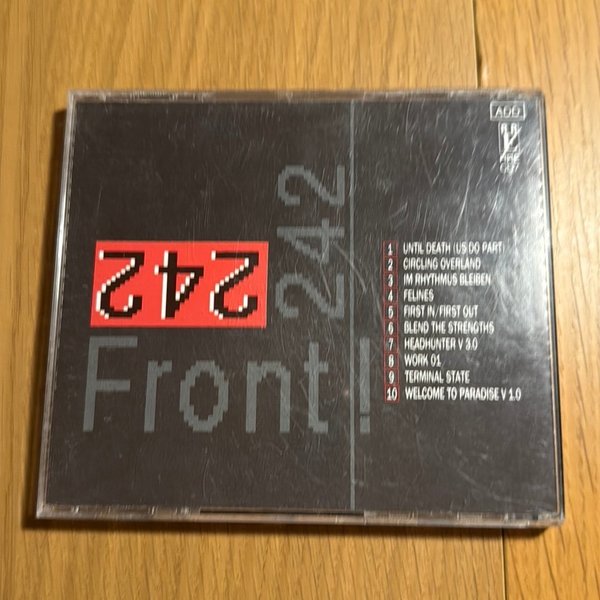 ADD
RRE
007
242
242
Front!
1 UNTIL DEATH (US DO PART)
2 CIRCLING OVERLAND
3 IM RHYTHMUS BLEIBEN
4 FELINES
5 FIRST IN/FIRST OUT
6 BLEND THE STRENGTHS
7 HEADHUNTER V 3.0
8 WORK 01
9 TERMINAL STATE
10 WELCOME TO PARADISE V 1.0